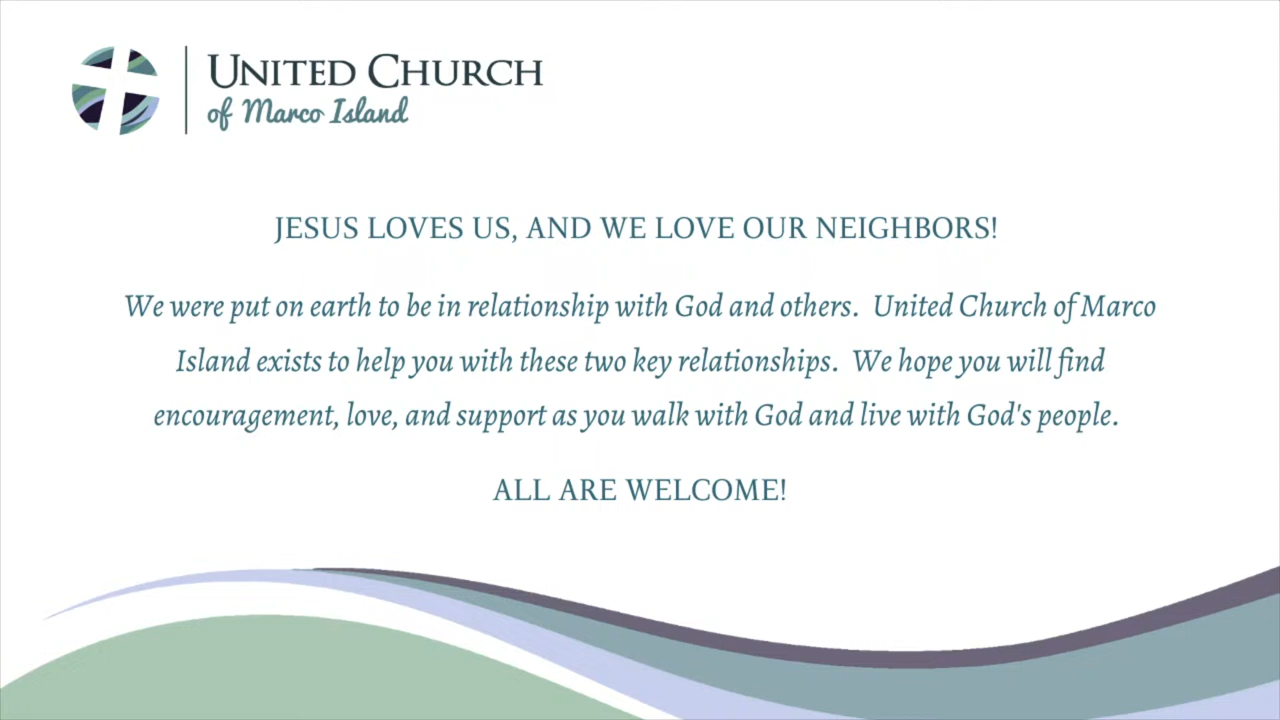 UNITED CHURCH
of Marco Island
JESUS LOVES US, AND WE LOVE OUR NEIGHBORS!
We were put on earth to be in relationship with God and others.  United Church of Marco
Island exists to help you with these two key relationships.  We hope you will find
encouragement, love, and support as you walk with God and live with God's people.
ALL ARE WELCOME!